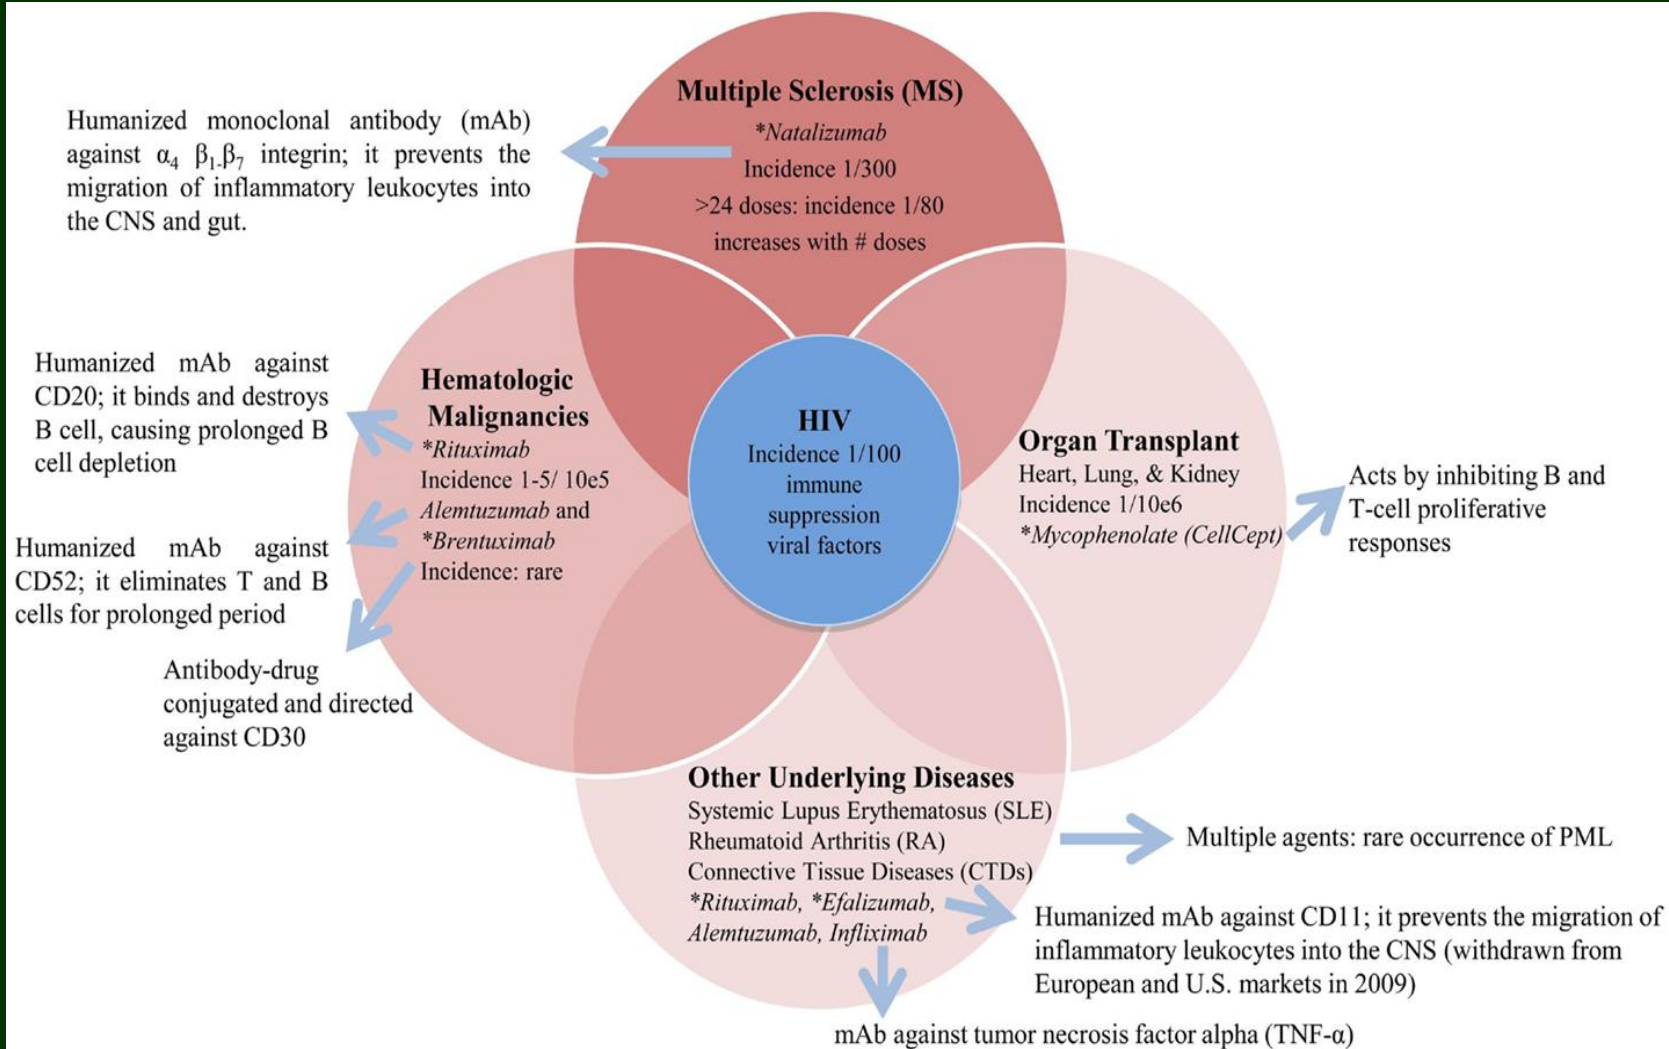 Multiple Sclerosis (MS)
*Natalizumab
Incidence 1/300
>24 doses: incidence 1/80
increases with # doses
Humanized monoclonal antibody (mAb)
against α₄ β₁-β₇ integrin; it prevents the
migration of inflammatory leukocytes into
the CNS and gut.
Humanized mAb against
CD20; it binds and destroys
B cell, causing prolonged B
cell depletion
Hematologic
Malignancies
*Rituximab
Incidence 1-5/ 10e5
Alemtuzumab and
*Brentuximab
Incidence: rare
Humanized mAb against
CD52; it eliminates T and B
cells for prolonged period
Antibody-drug
conjugated and directed
against CD30
HIV
Incidence 1/100
immune
suppression
viral factors
Organ Transplant
Heart, Lung, & Kidney
Incidence 1/10e6
*Mycophenolate (CellCept)
Acts by inhibiting B and
T-cell proliferative
responses
Other Underlying Diseases
Systemic Lupus Erythematosus (SLE)
Rheumatoid Arthritis (RA)
Connective Tissue Diseases (CTDs)
*Rituximab, *Efalizumab,
Alemtuzumab, Infliximab
Multiple agents: rare occurrence of PML
Humanized mAb against CD11; it prevents the migration of
inflammatory leukocytes into the CNS (withdrawn from
European and U.S. markets in 2009)
mAb against tumor necrosis factor alpha (TNF-α)